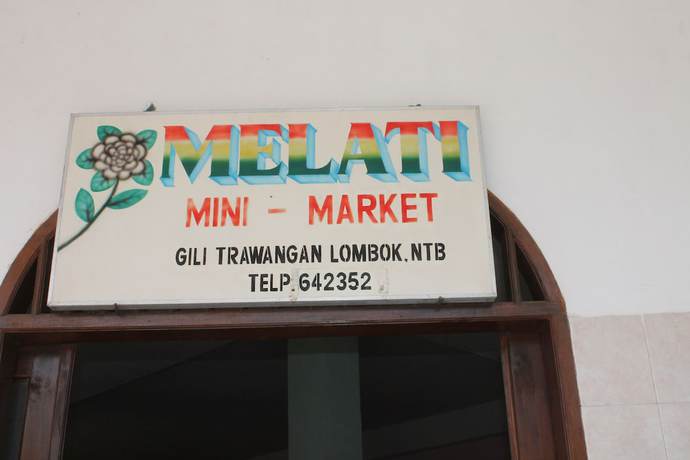 MELATI
MINI - MARKET
GILI TRAWANGAN LOMBOK, NTB
TELP. 642352